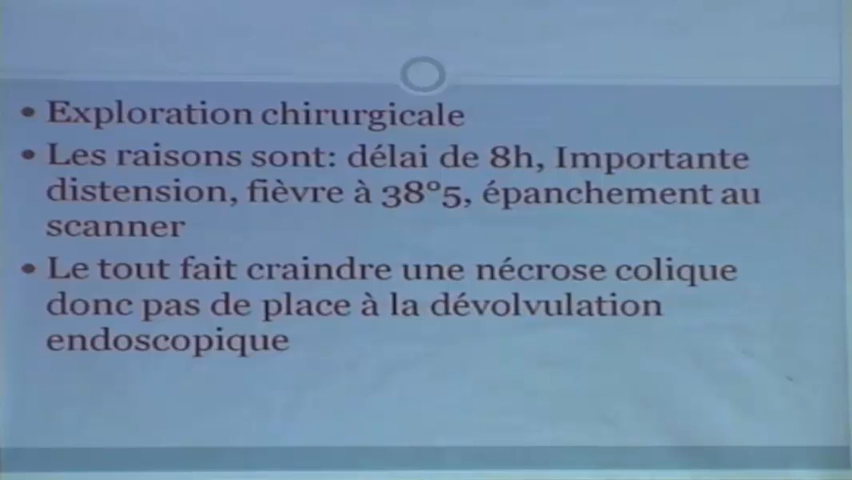 • Exploration chirurgicale
• Les raisons sont: délai de 8h, Importante
distension, fièvre à 38°5, épanchement au
scanner
• Le tout fait craindre une nécrose colique
donc pas de place à la dévolvulation
endoscopique